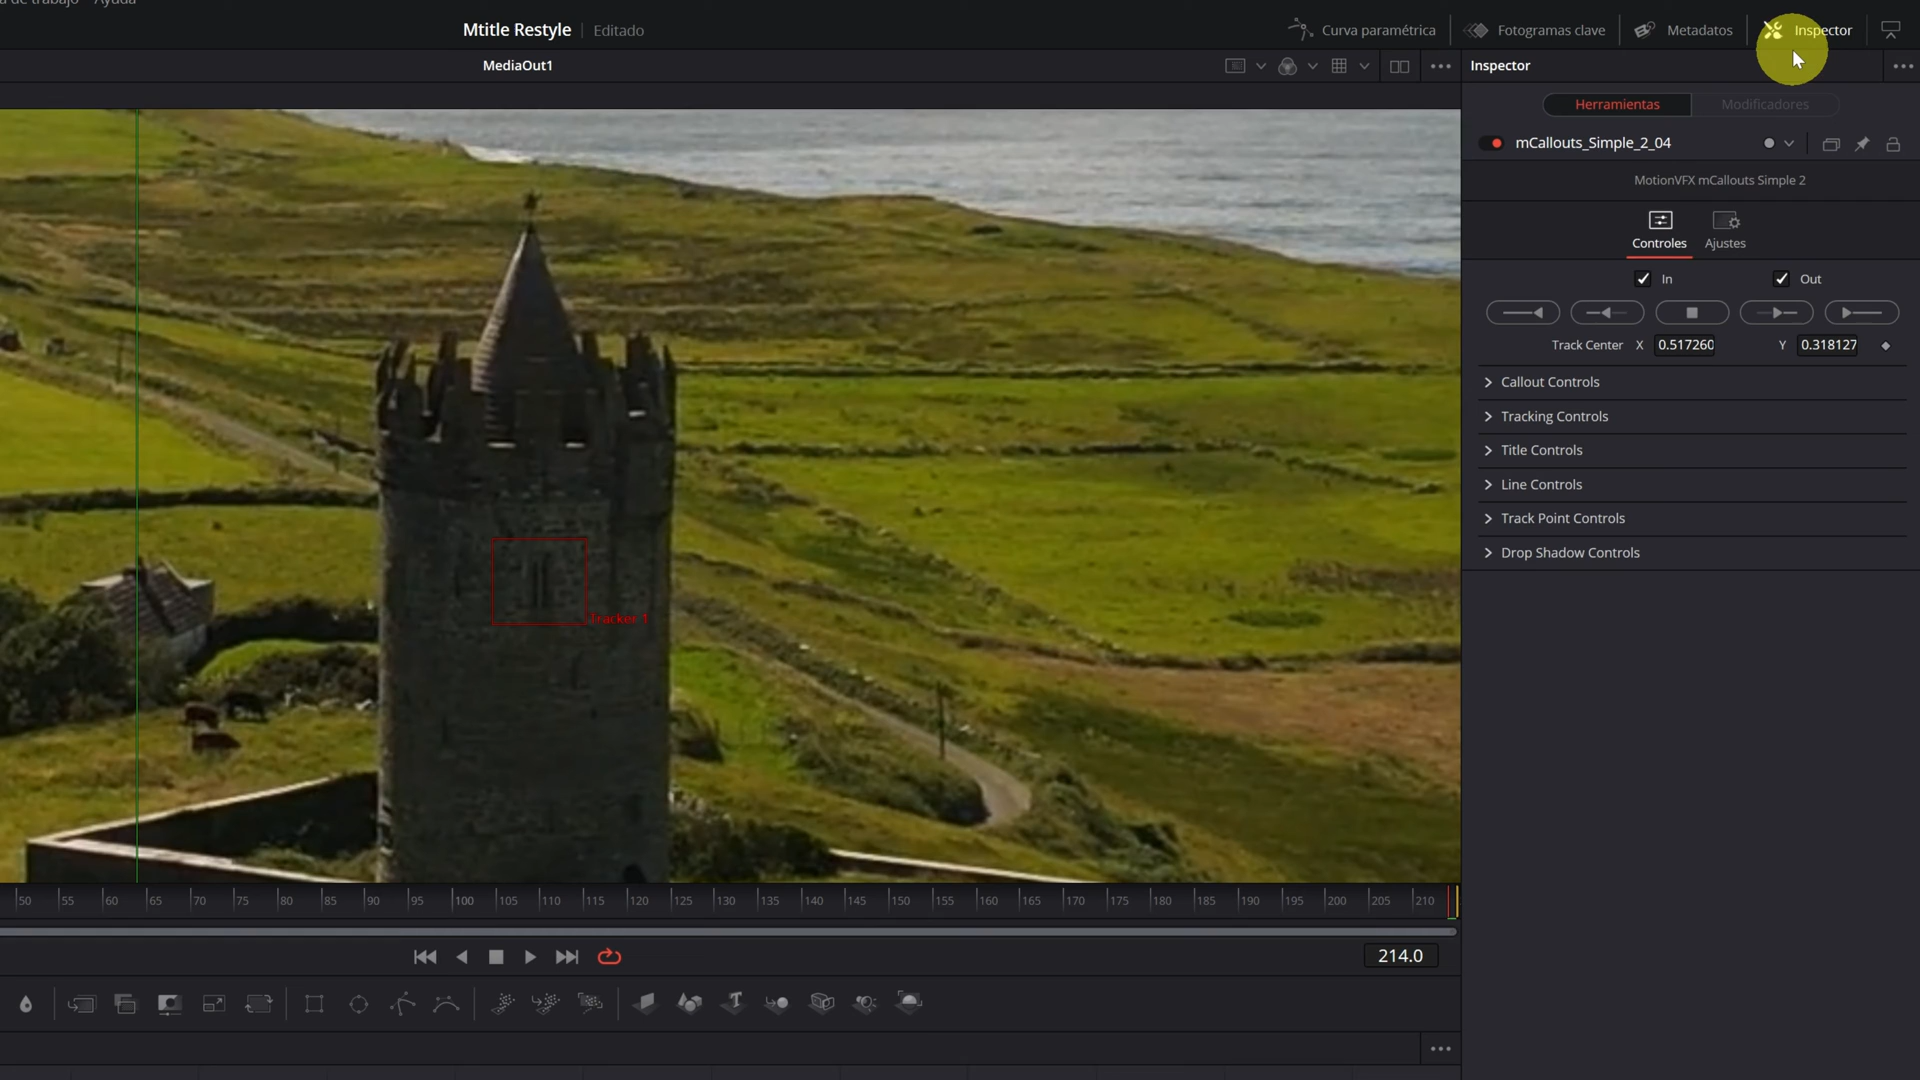 a de trabajo Ayuda
Mtitle Restyle Editado
Curva paramétrica Fotogramas clave Metadatos Inspector
MediaOut1
Inspector
Herramientas Modificadores
mCallouts_Simple_2_04
MotionVFX mCallouts Simple 2
Controles Ajustes
In Out
Track Center X 0.517260 Y 0.318127
Callout Controls
Tracking Controls
Title Controls
Line Controls
Track Point Controls
Drop Shadow Controls
Tracker 1
50 55 60 65 70 75 80 85 90 95 100 105 110 115 120 125 130 135 140 145 150 155 160 165 170 175 180 185 190 195 200 205 210
214.0